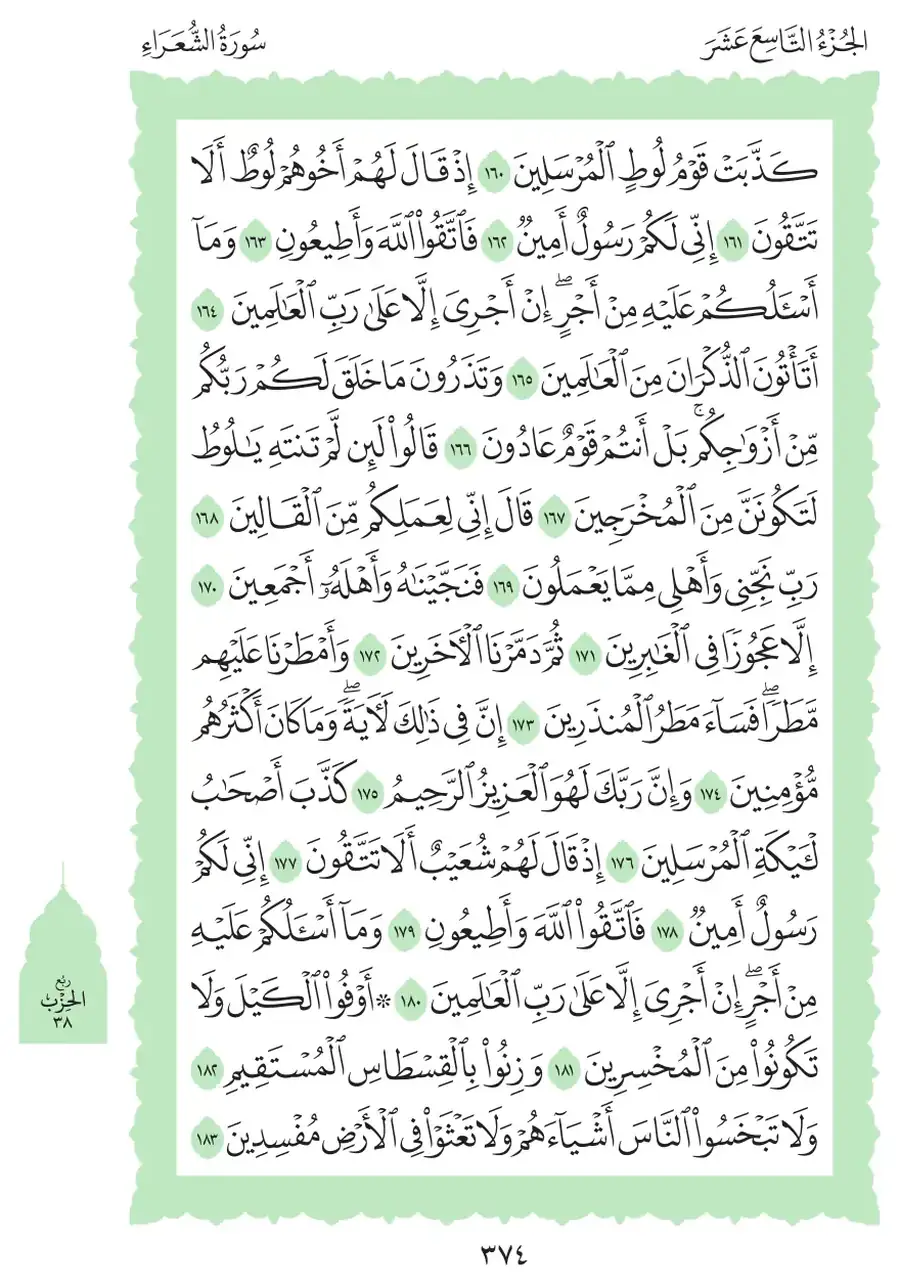 الجُزْءُ التَّاسِعَ عَشَرَ
سُورَةُ الشُّعَرَاءِ
كَذَّبَتْ قَوْمُ لُوطٍ ٱلْمُرْسَلِينَ ١٦٠ إِذْ قَالَ لَهُمْ أَخُوهُمْ لُوطٌ أَلَا
تَتَّقُونَ ١٦١ إِنِّى لَكُمْ رَسُولٌ أَمِينٌ ١٦٢ فَٱتَّقُوا۟ ٱللَّهَ وَأَطِيعُونِ ١٦٣ وَمَآ
أَسْـَٔلُكُمْ عَلَيْهِ مِنْ أَجْرٍ ۖ إِنْ أَجْرِىَ إِلَّا عَلَىٰ رَبِّ ٱلْعَـٰلَمِينَ ١٦٤
أَتَأْتُونَ ٱلذُّكْرَانَ مِنَ ٱلْعَـٰلَمِينَ ١٦٥ وَتَذَرُونَ مَا خَلَقَ لَكُمْ رَبُّكُم
مِّنْ أَزْوَٰجِكُم ۚ بَلْ أَنتُمْ قَوْمٌ عَادُونَ ١٦٦ قَالُوا۟ لَئِن لَّمْ تَنتَهِ يَـٰلُوطُ
لَتَكُونَنَّ مِنَ ٱلْمُخْرَجِينَ ١٦٧ قَالَ إِنِّى لِعَمَلِكُم مِّنَ ٱلْقَالِينَ ١٦٨
رَبِّ نَجِّنِى وَأَهْلِى مِمَّا يَعْمَلُونَ ١٦٩ فَنَجَّيْنَـٰهُ وَأَهْلَهُۥٓ أَجْمَعِينَ ١٧٠
إِلَّا عَجُوزًا فِى ٱلْغَـٰبِرِينَ ١٧١ ثُمَّ دَمَّرْنَا ٱلْـَٔاخَرِينَ ١٧٢ وَأَمْطَرْنَا عَلَيْهِم
مَّطَرًا ۖ فَسَآءَ مَطَرُ ٱلْمُنذَرِينَ ١٧٣ إِنَّ فِى ذَٰلِكَ لَـَٔايَةً ۖ وَمَا كَانَ أَكْثَرُهُم
مُّؤْمِنِينَ ١٧٤ وَإِنَّ رَبَّكَ لَهُوَ ٱلْعَزِيزُ ٱلرَّحِيمُ ١٧٥ كَذَّبَ أَصْحَـٰبُ
لْـَٔيْكَةِ ٱلْمُرْسَلِينَ ١٧٦ إِذْ قَالَ لَهُمْ شُعَيْبٌ أَلَا تَتَّقُونَ ١٧٧ إِنِّى لَكُمْ
رَسُولٌ أَمِينٌ ١٧٨ فَٱتَّقُوا۟ ٱللَّهَ وَأَطِيعُونِ ١٧٩ وَمَآ أَسْـَٔلُكُمْ عَلَيْهِ
مِنْ أَجْرٍ ۖ إِنْ أَجْرِىَ إِلَّا عَلَىٰ رَبِّ ٱلْعَـٰلَمِينَ ١٨٠ ۞ أَوْفُوا۟ ٱلْكَيْلَ وَلَا
تَكُونُوا۟ مِنَ ٱلْمُخْسِرِينَ ١٨١ وَزِنُوا۟ بِٱلْقِسْطَاسِ ٱلْمُسْتَقِيمِ ١٨٢
وَلَا تَبْخَسُوا۟ ٱلنَّاسَ أَشْيَآءَهُمْ وَلَا تَعْثَوْا۟ فِى ٱلْأَرْضِ مُفْسِدِينَ ١٨٣
رُبْع
الحِزْب
٣٨
٣٧٤